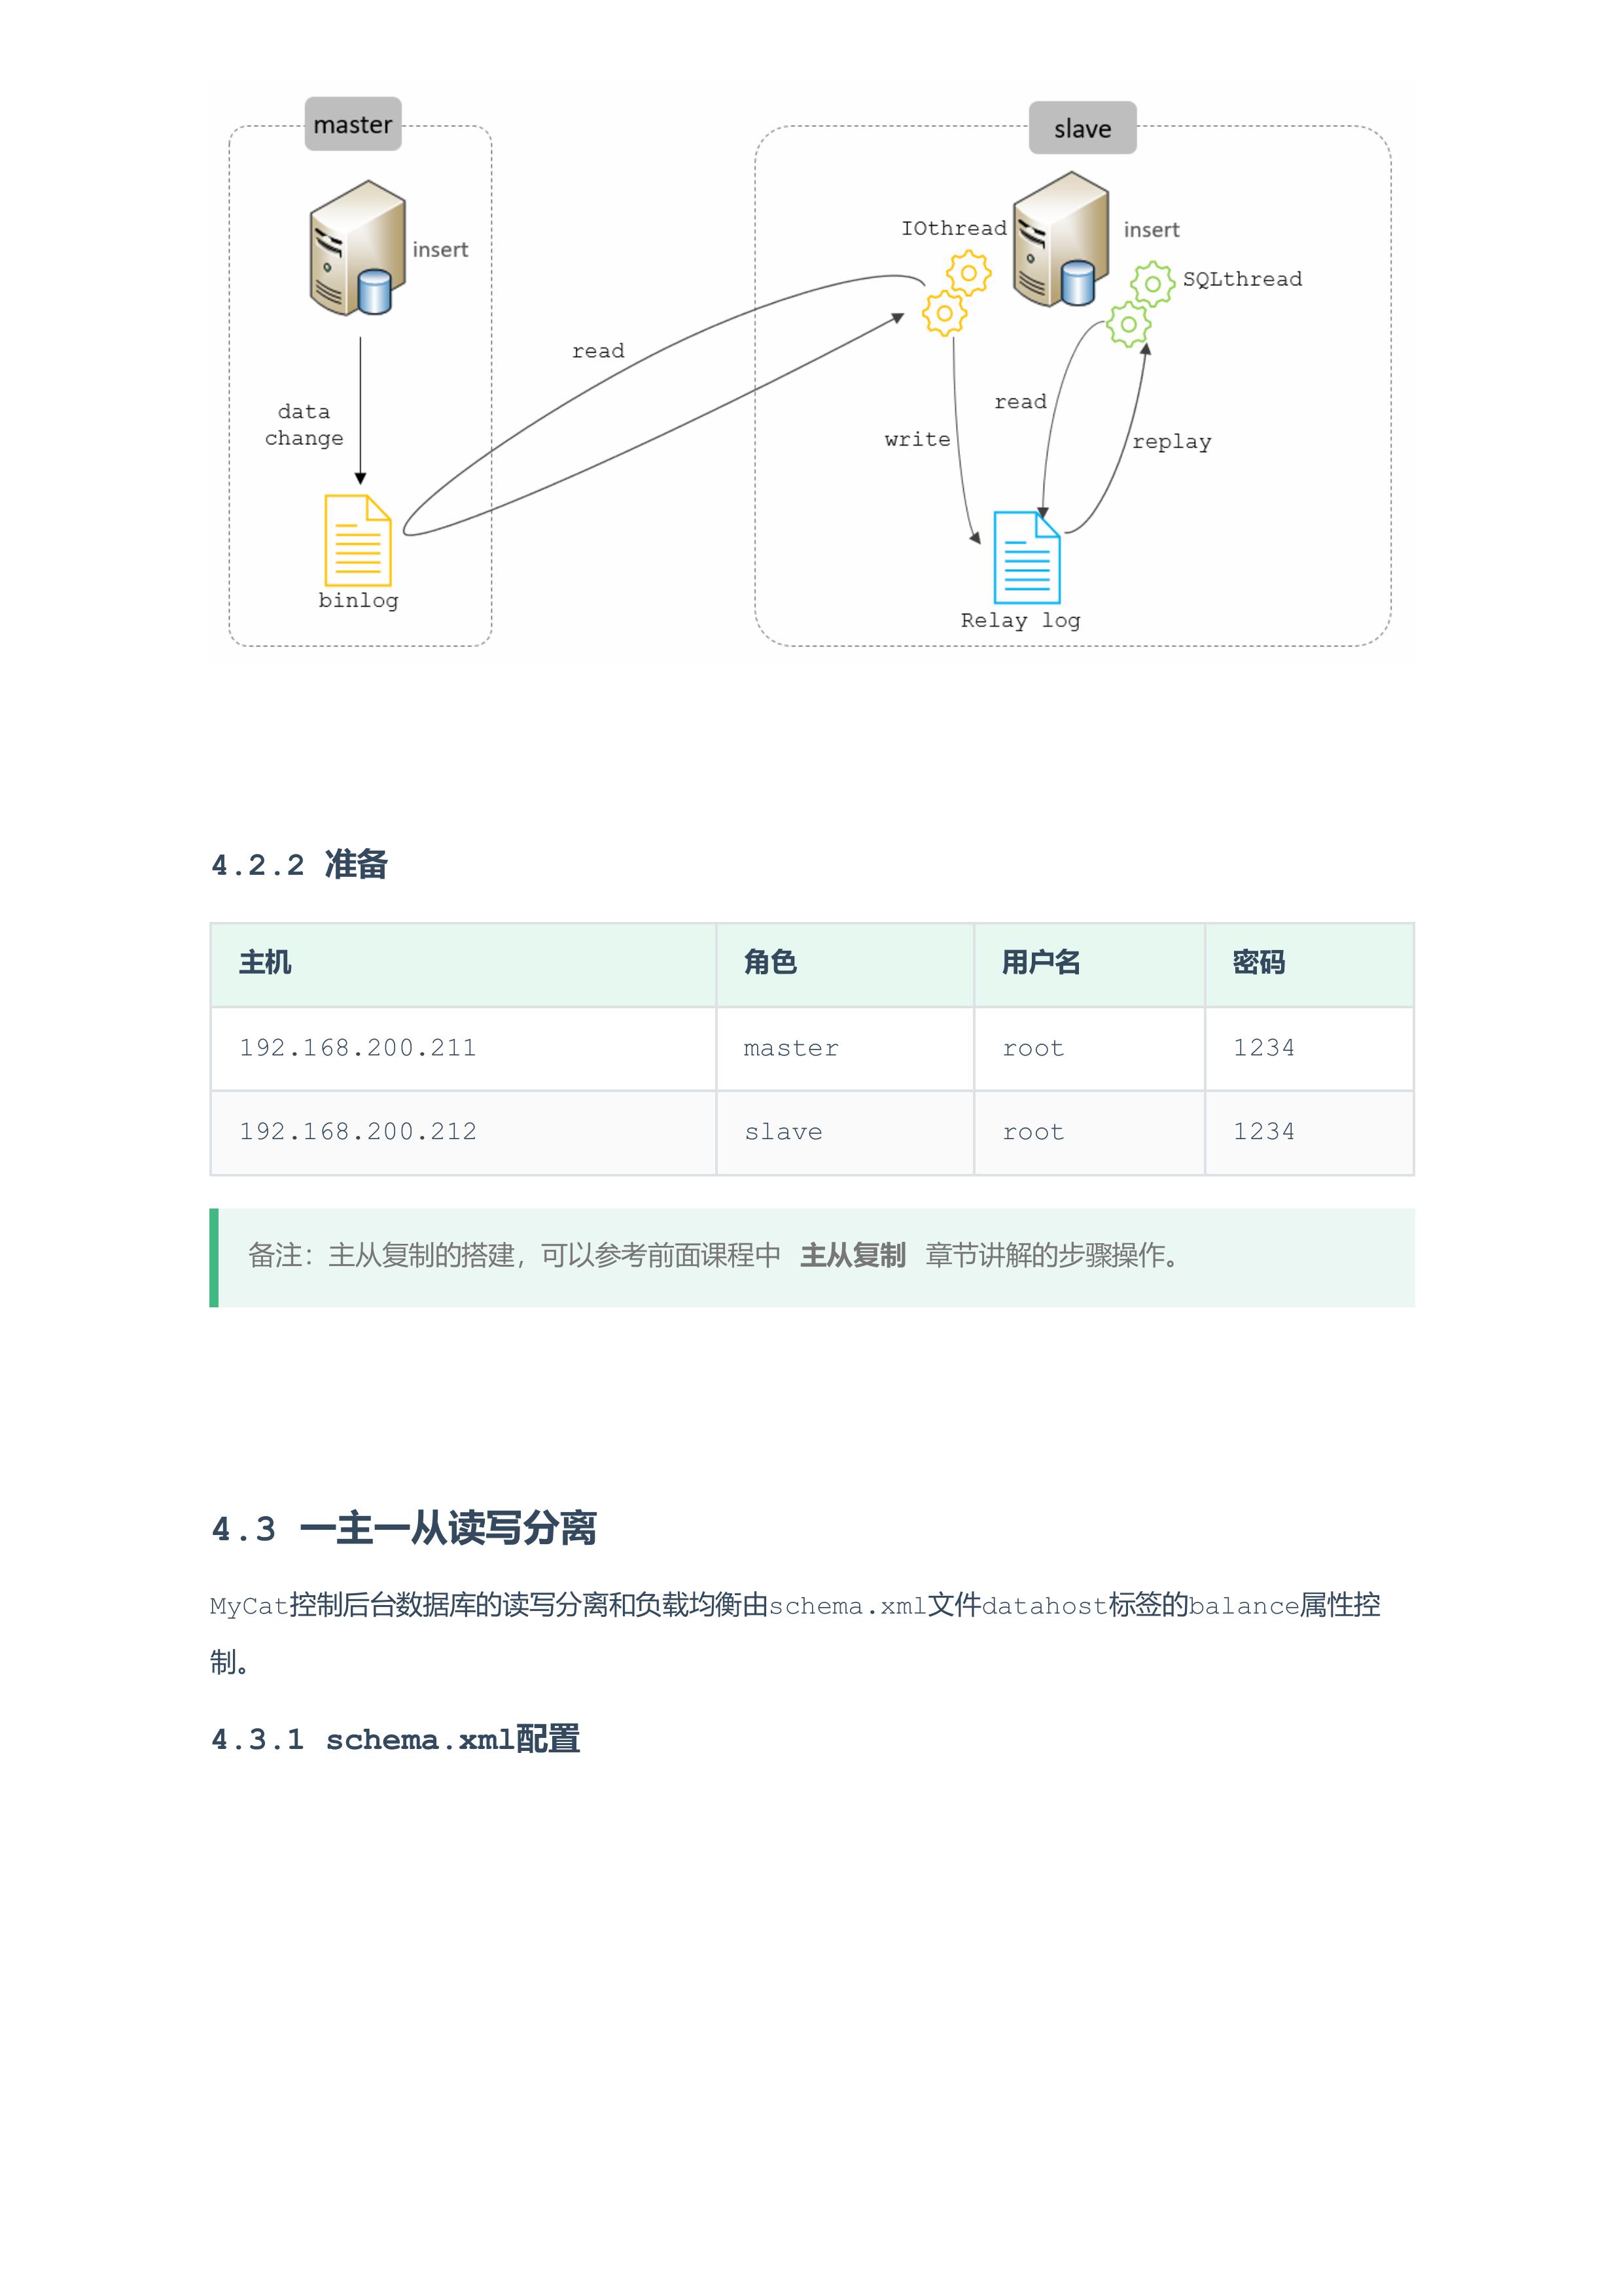 master
slave
insert
IOthread
insert
SQLthread
read
data
change
read
write
replay
binlog
Relay log
4.2.2 准备
主机 角色 用户名 密码
192.168.200.211 master root 1234
192.168.200.212 slave root 1234
备注：主从复制的搭建，可以参考前面课程中 主从复制 章节讲解的步骤操作。
4.3 一主一从读写分离
MyCat控制后台数据库的读写分离和负载均衡由schema.xml文件datahost标签的balance属性控
制。
4.3.1 schema.xml配置